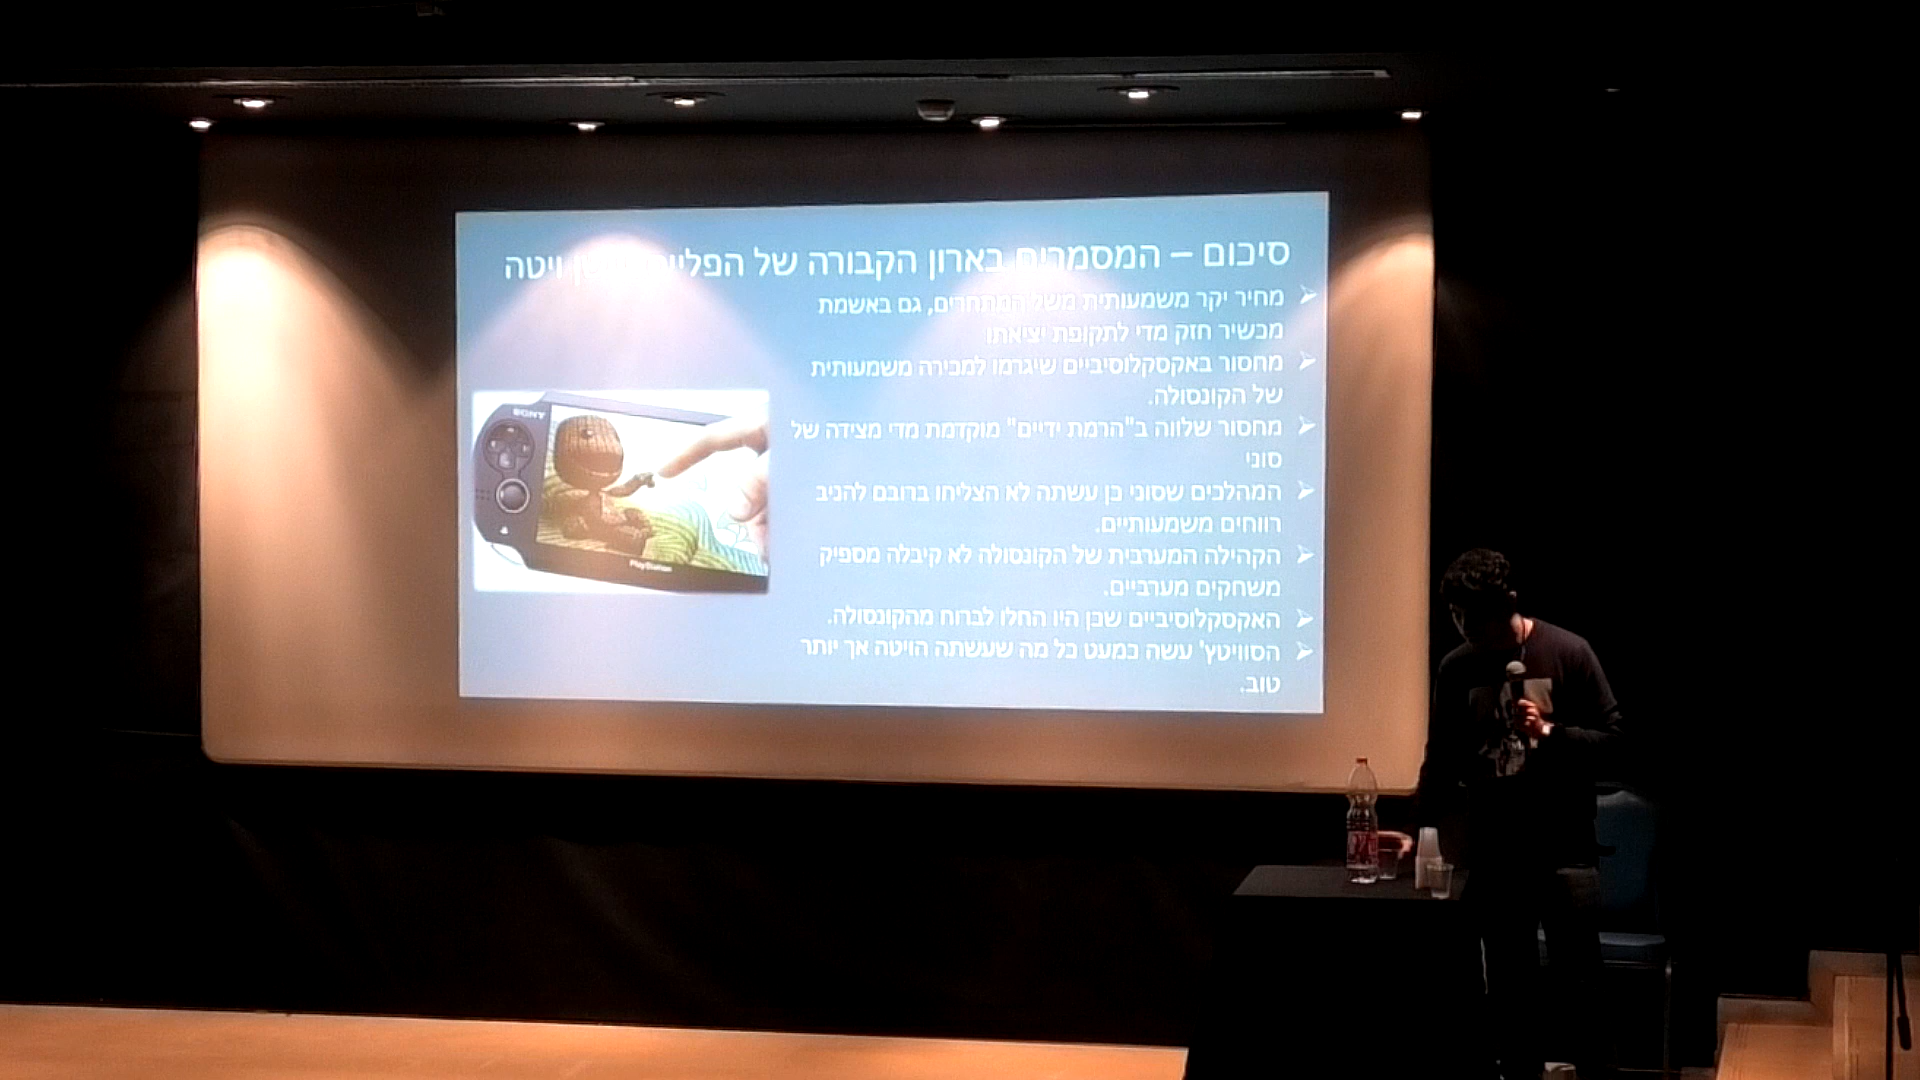 סיכום – המסמרים בארון הקבורה של הפלייסטיישן ויטה
מחיר יקר משמעותית משל המתחרים, גם באשמת
מכשיר חזק מדי לתקופת יציאתו
מחסור באקסקלוסיביים שיגרמו למכירה משמעותית
של הקונסולה.
מחסור שלווה ב"הרמת ידיים" מוקדמת מדי מצידה של
סוני
המהלכים שסוני כן עשתה לא הצליחו ברובם להניב
רווחים משמעותיים.
הקהילה המערבית של הקונסולה לא קיבלה מספיק
משחקים מערביים.
האקסקלוסיביים שכן היו החלו לברוח מהקונסולה.
הסוויטץ' עשה כמעט כל מה שעשתה הויטה אך יותר
טוב.
SONY
PlayStation